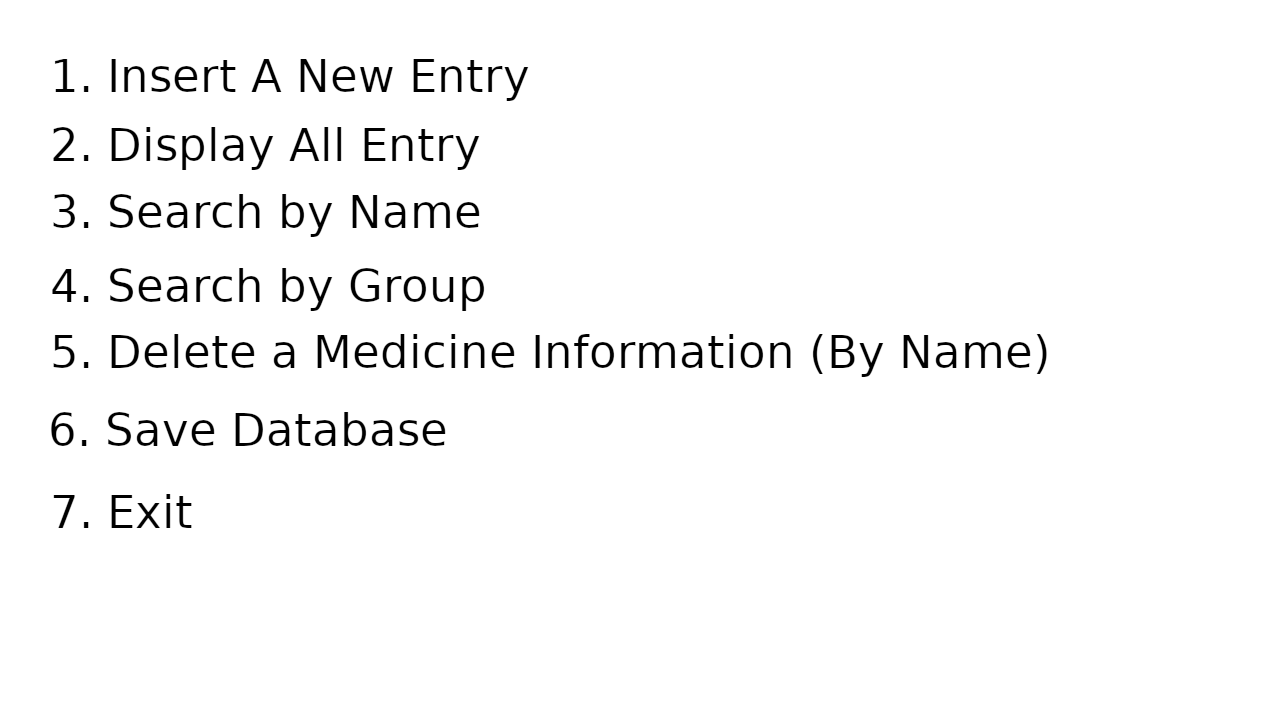 1. Insert A New Entry
2. Display All Entry
3. Search by Name
4. Search by Group
5. Delete a Medicine Information (By Name)
6. Save Database
7. Exit